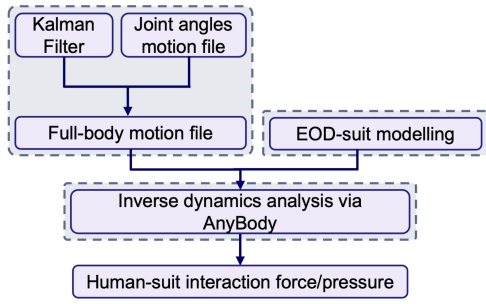 Kalman
Filter
Joint angles
motion file
Full-body motion file
EOD-suit modelling
Inverse dynamics analysis via
AnyBody
Human-suit interaction force/pressure